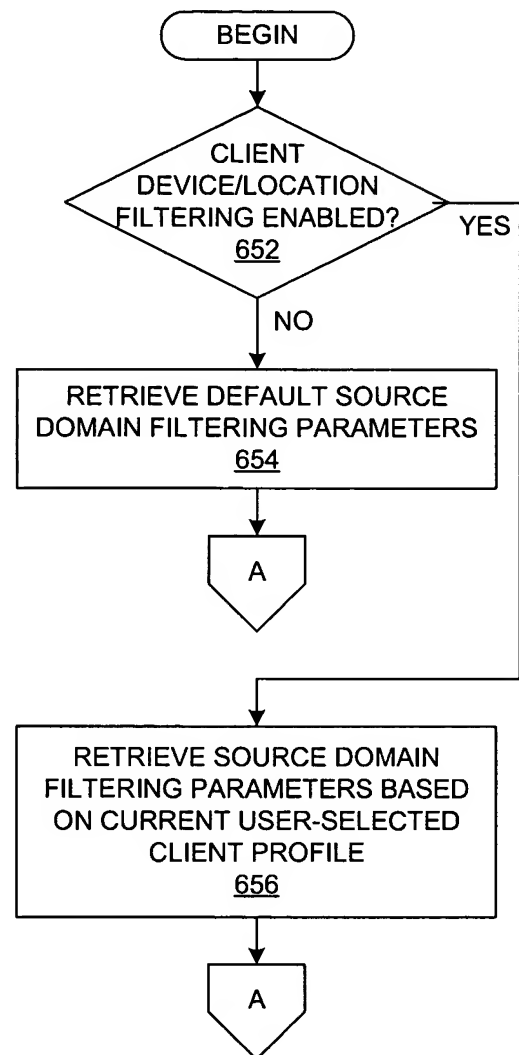 BEGIN
CLIENT
DEVICE/LOCATION
FILTERING ENABLED?
652
YES
NO
RETRIEVE DEFAULT SOURCE
DOMAIN FILTERING PARAMETERS
654
A
RETRIEVE SOURCE DOMAIN
FILTERING PARAMETERS BASED
ON CURRENT USER-SELECTED
CLIENT PROFILE
656
A